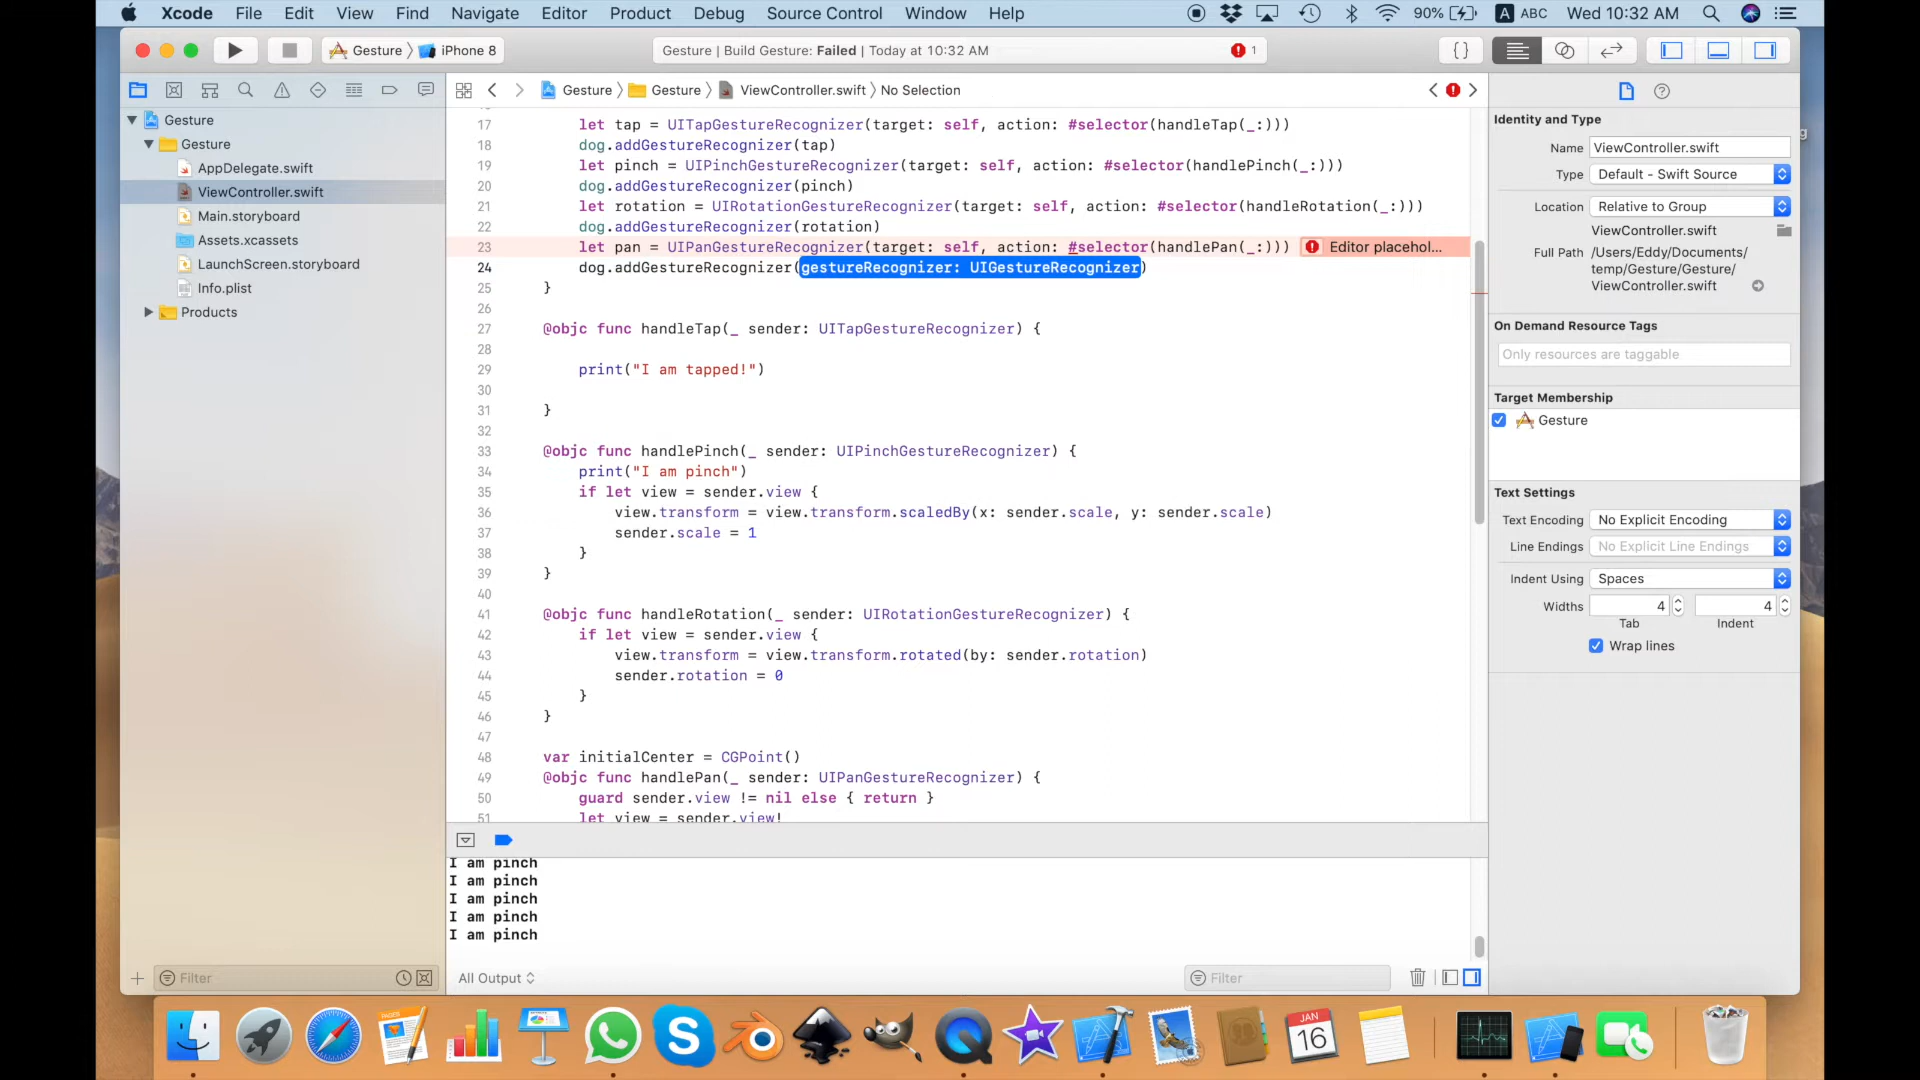 Xcode File Edit View Find Navigate Editor Product Debug Source Control Window Help 90% A ABC Wed 10:32 AM
Gesture iPhone 8 Gesture | Build Gesture: Failed | Today at 10:32 AM 1 { }
Gesture Gesture ViewController.swift No Selection
Gesture
Gesture
AppDelegate.swift
ViewController.swift
Main.storyboard
Assets.xcassets
LaunchScreen.storyboard
Info.plist
Products
Filter
17 let tap = UITapGestureRecognizer(target: self, action: #selector(handleTap(_:)))
18 dog.addGestureRecognizer(tap)
19 let pinch = UIPinchGestureRecognizer(target: self, action: #selector(handlePinch(_:)))
20 dog.addGestureRecognizer(pinch)
21 let rotation = UIRotationGestureRecognizer(target: self, action: #selector(handleRotation(_:)))
22 dog.addGestureRecognizer(rotation)
23 let pan = UIPanGestureRecognizer(target: self, action: #selector(handlePan(_:))) Editor placehol...
24 dog.addGestureRecognizer(gestureRecognizer: UIGestureRecognizer)
25 }
26
27 @objc func handleTap(_ sender: UITapGestureRecognizer) {
28
29 print("I am tapped!")
30
31 }
32
33 @objc func handlePinch(_ sender: UIPinchGestureRecognizer) {
34 print("I am pinch")
35 if let view = sender.view {
36 view.transform = view.transform.scaledBy(x: sender.scale, y: sender.scale)
37 sender.scale = 1
38 }
39 }
40
41 @objc func handleRotation(_ sender: UIRotationGestureRecognizer) {
42 if let view = sender.view {
43 view.transform = view.transform.rotated(by: sender.rotation)
44 sender.rotation = 0
45 }
46 }
47
48 var initialCenter = CGPoint()
49 @objc func handlePan(_ sender: UIPanGestureRecognizer) {
50 guard sender.view != nil else { return }
51 let view = sender.view!
I am pinch
I am pinch
I am pinch
I am pinch
I am pinch
All Output Filter
Identity and Type
Name ViewController.swift
Type Default - Swift Source
Location Relative to Group
ViewController.swift
Full Path /Users/Eddy/Documents/
temp/Gesture/Gesture/
ViewController.swift
On Demand Resource Tags
Only resources are taggable
Target Membership
Gesture
Text Settings
Text Encoding No Explicit Encoding
Line Endings No Explicit Line Endings
Indent Using Spaces
Widths 4 4
Tab Indent
Wrap lines
JAN
16